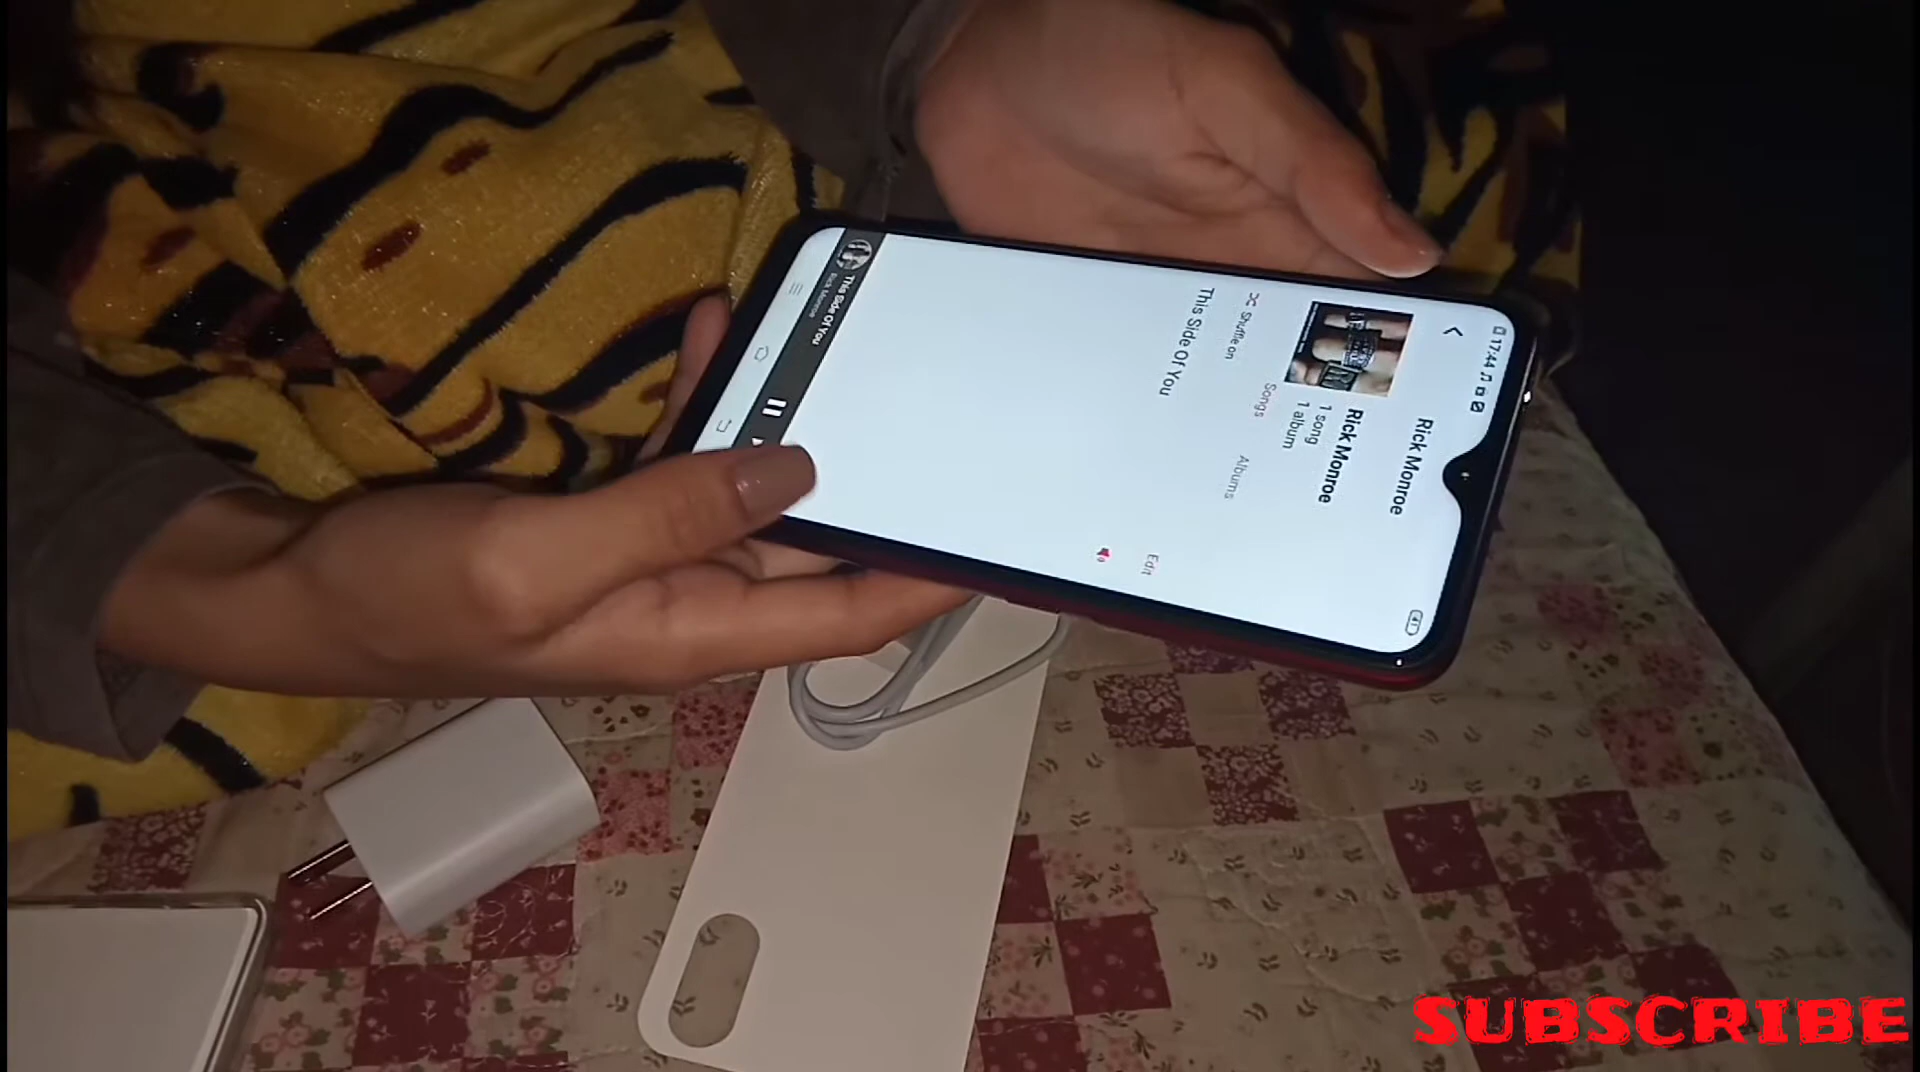 17:44
Rick Monroe
Rick Monroe
1 song
1 album
Shuffle on
Songs
Albums
Edit
This Side Of You
This Side Of You
Rick Monroe
SUBSCRIBE